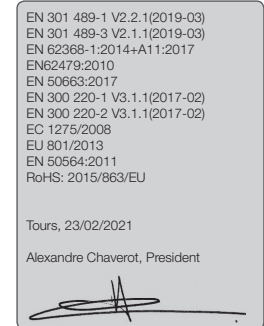 EN 301 489-1 V2.2.1(2019-03)
EN 301 489-3 V2.1.1(2019-03)
EN 62368-1:2014+A11:2017
EN62479:2010
EN 50663:2017
EN 300 220-1 V3.1.1(2017-02)
EN 300 220-2 V3.1.1(2017-02)
EC 1275/2008
EU 801/2013
EN 50564:2011
RoHS: 2015/863/EU
Tours, 23/02/2021
Alexandre Chaverot, President